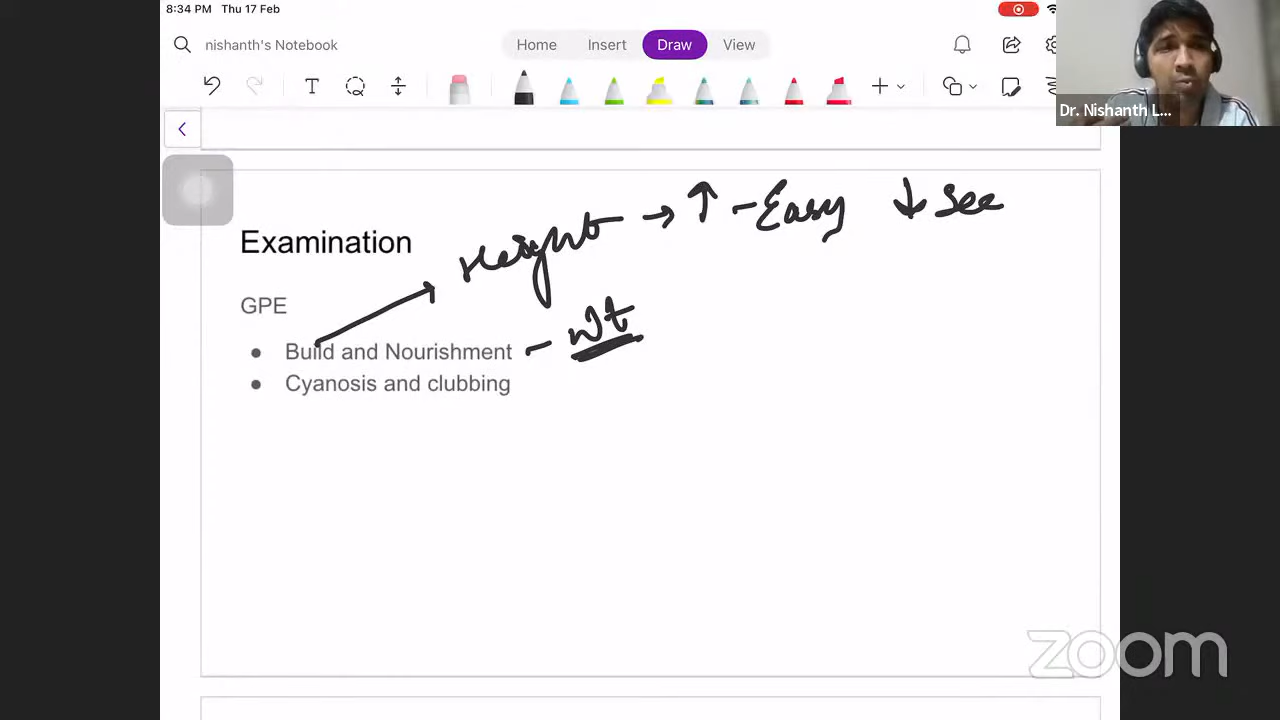 8:34 PM Thu 17 Feb
nishanth's Notebook
Home Insert Draw View
T
Dr. Nishanth L...
Height → ↑ - Easy ↓ See
Examination
GPE
• Build and Nourishment - Wt
• Cyanosis and clubbing
zoom